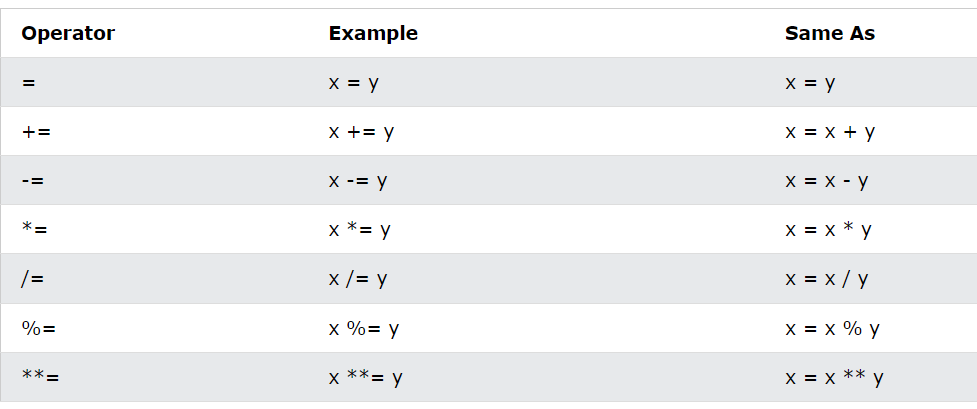 Operator Example Same As
= x = y x = y
+= x += y x = x + y
-= x -= y x = x - y
*= x *= y x = x * y
/= x /= y x = x / y
%= x %= y x = x % y
**= x **= y x = x ** y